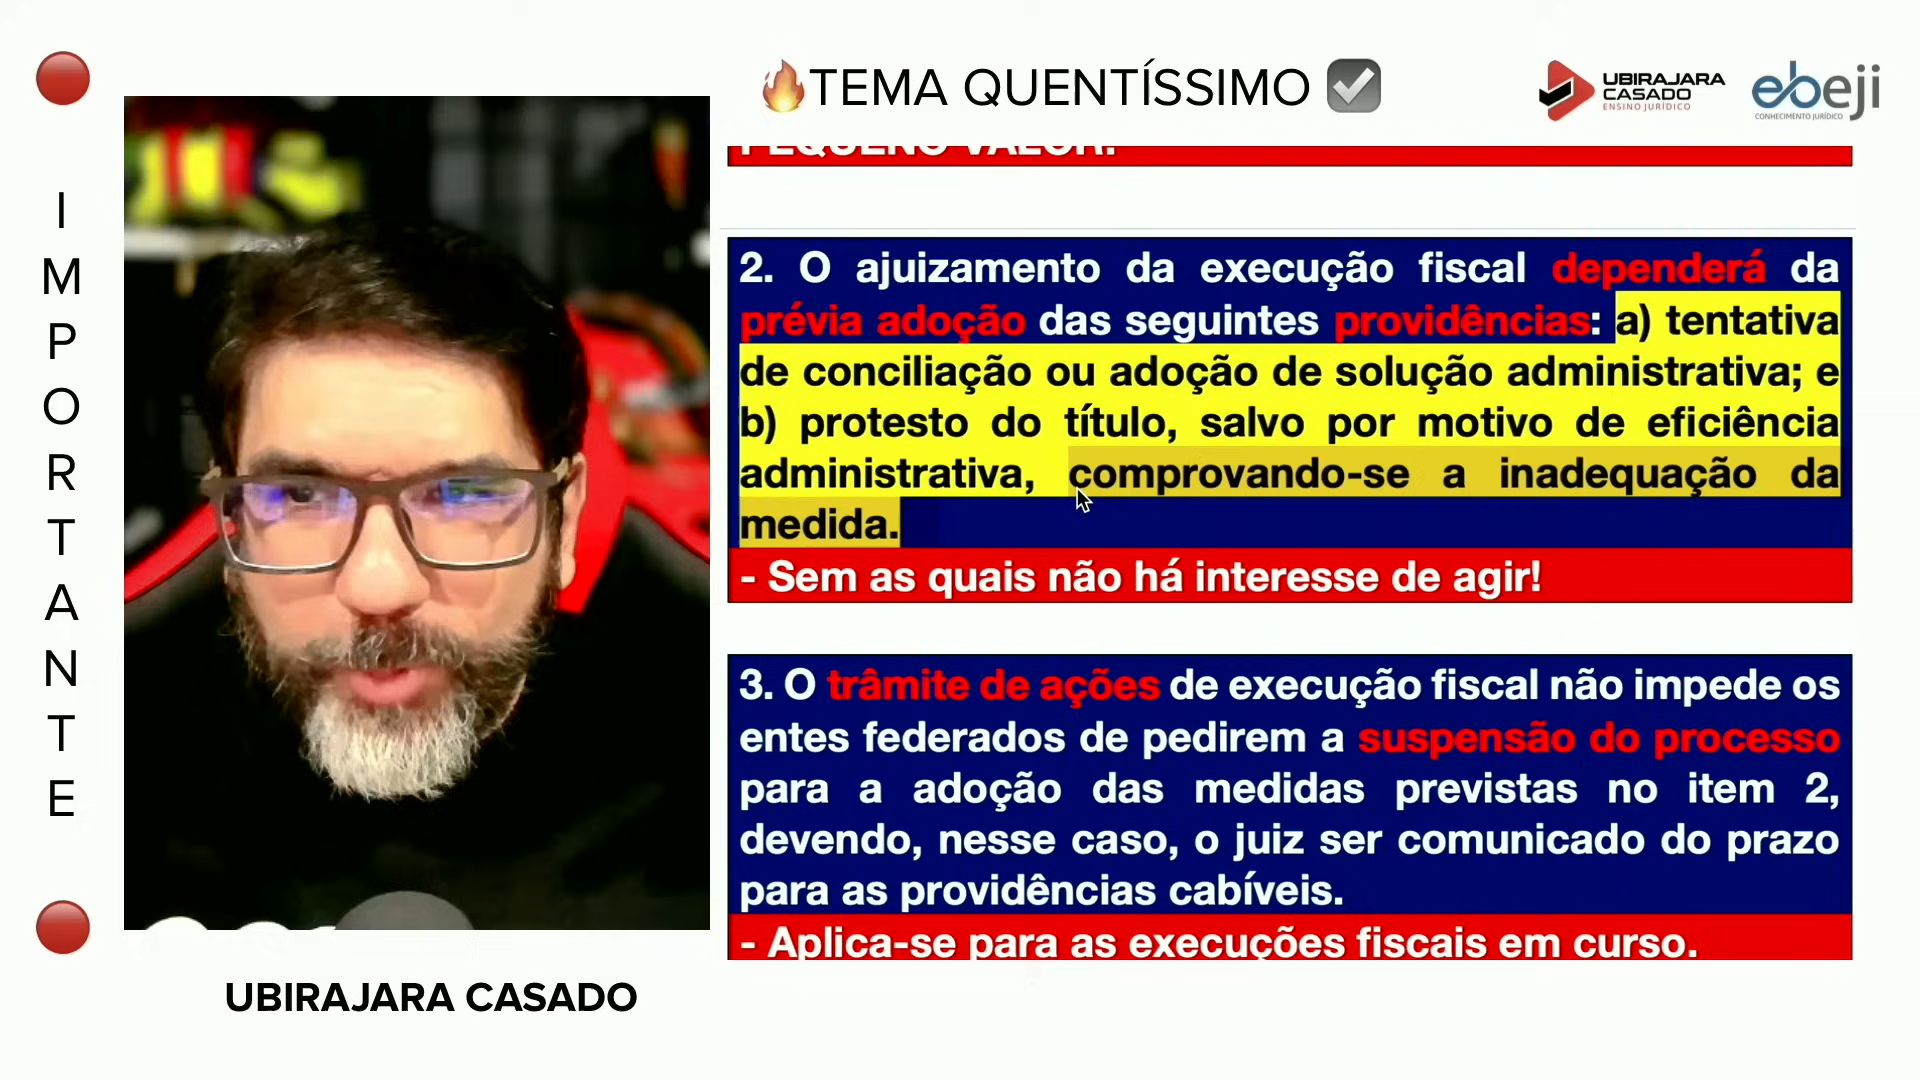 TEMA QUENTÍSSIMO
UBIRAJARA
CASADO
ENSINO JURÍDICO
ebeji
CONHECIMENTO JURÍDICO
I
M
P
O
R
T
A
N
T
E
PEQUENO VALOR!
2. O ajuizamento da execução fiscal dependerá da
prévia adoção das seguintes providências: a) tentativa
de conciliação ou adoção de solução administrativa; e
b) protesto do título, salvo por motivo de eficiência
administrativa, comprovando-se a inadequação da
medida.
- Sem as quais não há interesse de agir!
3. O trâmite de ações de execução fiscal não impede os
entes federados de pedirem a suspensão do processo
para a adoção das medidas previstas no item 2,
devendo, nesse caso, o juiz ser comunicado do prazo
para as providências cabíveis.
- Aplica-se para as execuções fiscais em curso.
UBIRAJARA CASADO